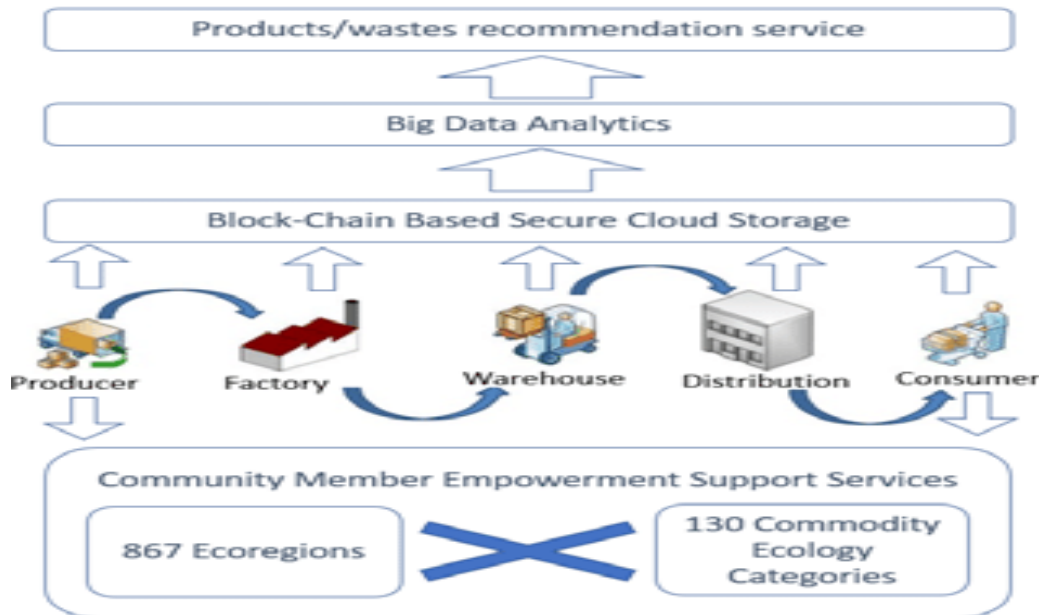 Products/wastes recommendation service
Big Data Analytics
Block-Chain Based Secure Cloud Storage
Producer
Factory
Warehouse
Distribution
Consumer
Community Member Empowerment Support Services
867 Ecoregions
130 Commodity
Ecology
Categories